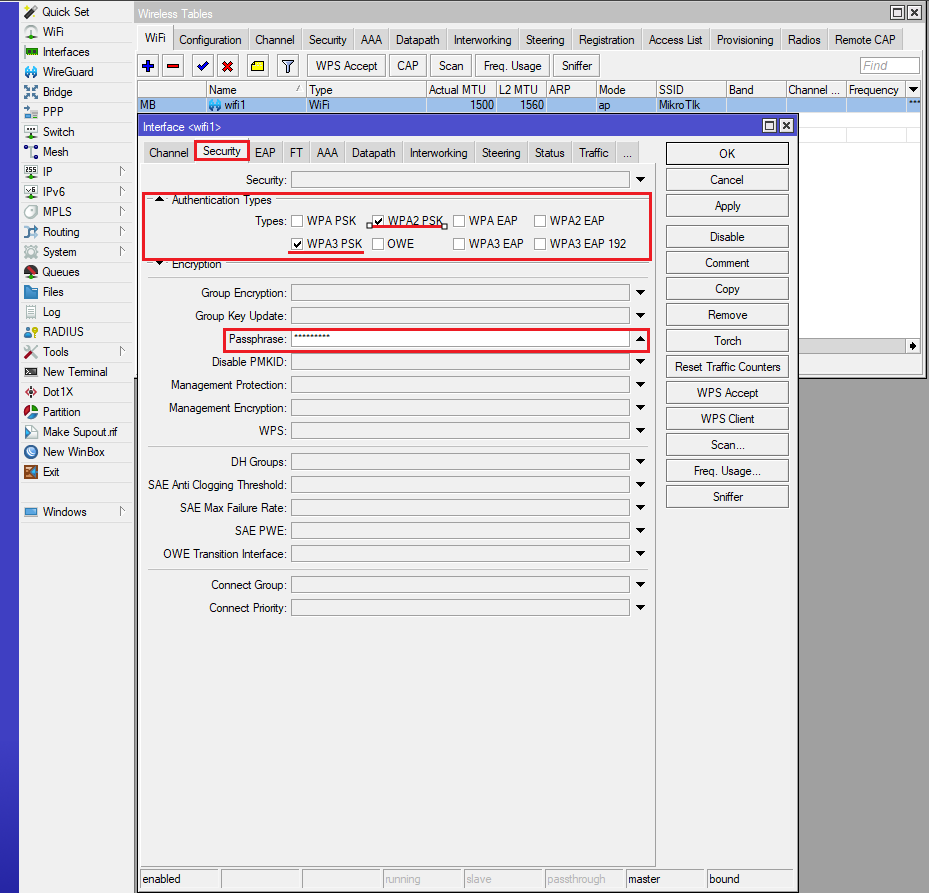 Quick Set
WiFi
Interfaces
WireGuard
Bridge
PPP
Switch
Mesh
IP
IPv6
MPLS
Routing
System
Queues
Files
Log
RADIUS
Tools
New Terminal
Dot1X
Partition
Make Supout.rif
New WinBox
Exit
Windows
Wireless Tables
WiFi Configuration Channel Security AAA Datapath Interworking Steering Registration Access List Provisioning Radios Remote CAP
WPS Accept CAP Scan Freq. Usage Sniffer Find
Name / Type Actual MTU L2 MTU ARP Mode SSID Band Channel ... Frequency
MB wifi1 WiFi 1500 1560 ap MikroTik ***
Interface <wifi1>
Channel Security EAP FT AAA Datapath Interworking Steering Status Traffic ...
Security:
Authentication Types
Types: WPA PSK WPA2 PSK WPA EAP WPA2 EAP
WPA3 PSK OWE WPA3 EAP WPA3 EAP 192
Encryption
Group Encryption:
Group Key Update:
Passphrase: *********
Disable PMKID:
Management Protection:
Management Encryption:
WPS:
DH Groups:
SAE Anti Clogging Threshold:
SAE Max Failure Rate:
SAE PWE:
OWE Transition Interface:
Connect Group:
Connect Priority:
OK
Cancel
Apply
Disable
Comment
Copy
Remove
Torch
Reset Traffic Counters
WPS Accept
WPS Client
Scan...
Freq. Usage...
Sniffer
enabled running slave passthrough master bound